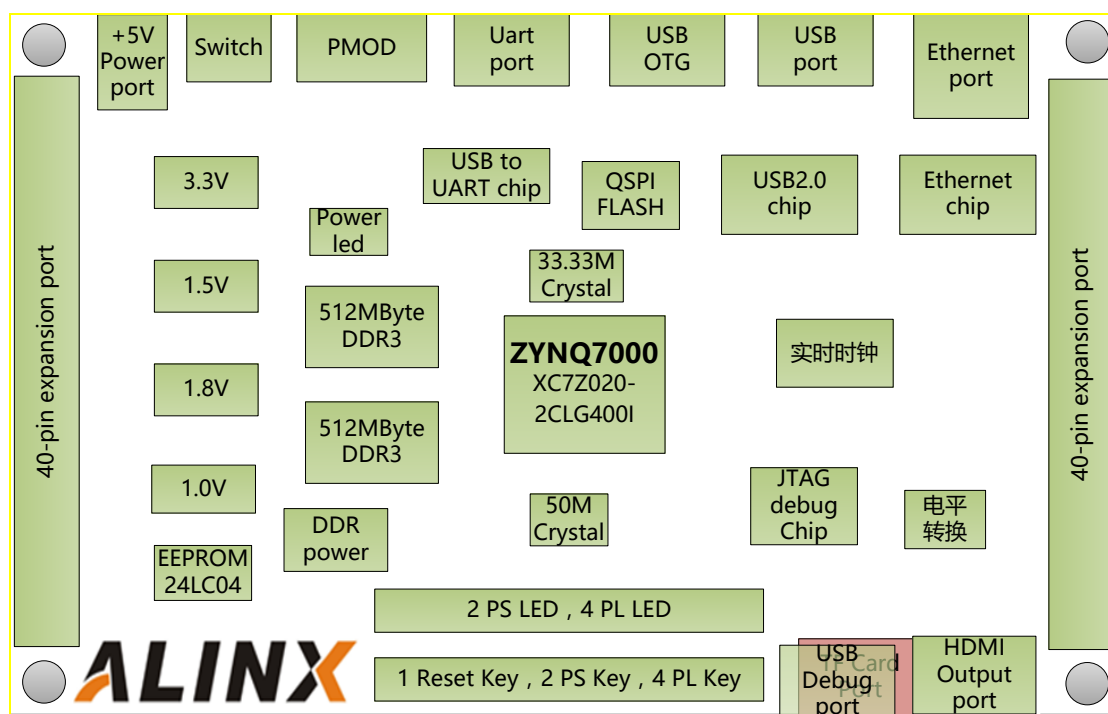 +5V
Power
port
Switch
PMOD
Uart
port
USB
OTG
USB
port
Ethernet
port
40-pin expansion port
3.3V
USB to
UART chip
QSPI
FLASH
USB2.0
chip
Ethernet
chip
40-pin expansion port
Power
led
1.5V
33.33M
Crystal
512MByte
DDR3
ZYNQ7000
XC7Z020-
2CLG400I
实时时钟
1.8V
512MByte
DDR3
1.0V
50M
Crystal
JTAG
debug
Chip
电平
转换
DDR
power
EEPROM
24LC04
2 PS LED , 4 PL LED
ALINX
1 Reset Key , 2 PS Key , 4 PL Key
USB
Debug
port
TF Card
Port
HDMI
Output
port